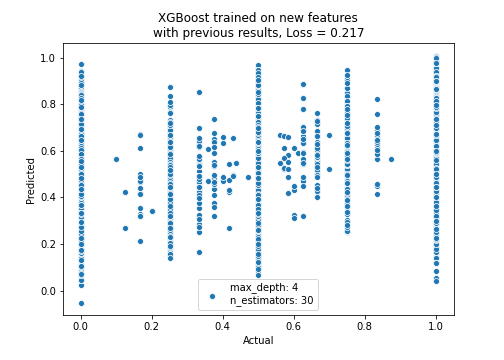 XGBoost trained on new features
with previous results, Loss = 0.217
1.0
0.8
0.6
0.4
0.2
0.0
Predicted
max_depth: 4
n_estimators: 30
0.0 0.2 0.4 0.6 0.8 1.0
Actual